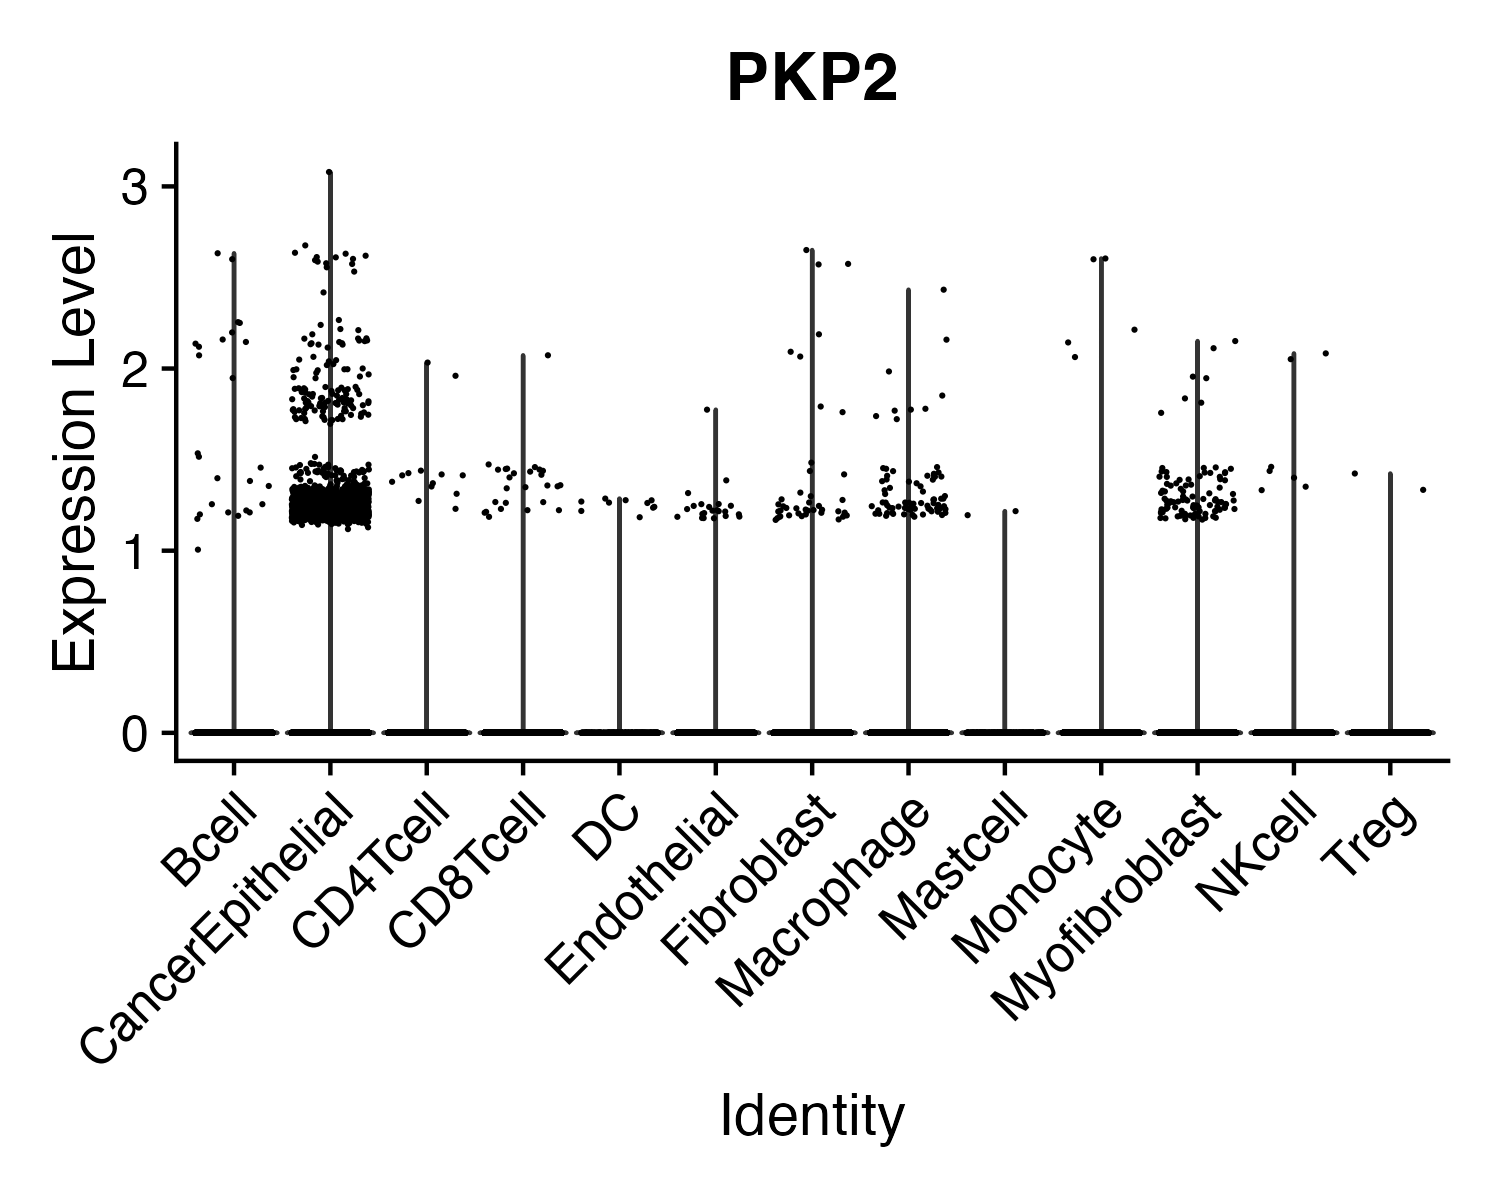 PKP2
Expression Level
3
2
1
0
Bcell
CancerEpithelial
CD4Tcell
CD8Tcell
DC
Endothelial
Fibroblast
Macrophage
Mastcell
Monocyte
Myofibroblast
NKcell
Treg
Identity